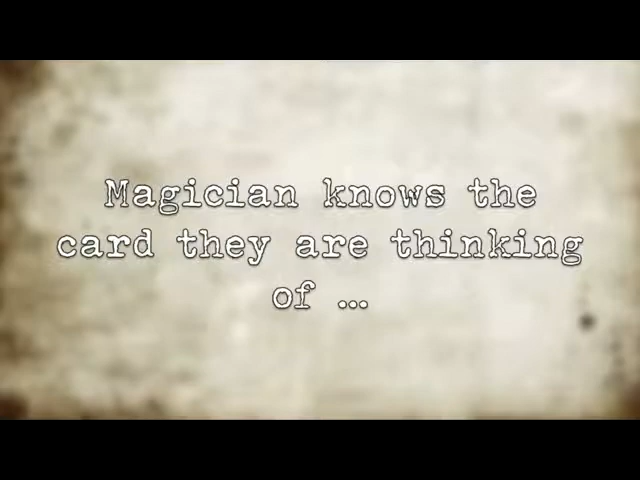 Magician knows the
card they are thinking
of ...